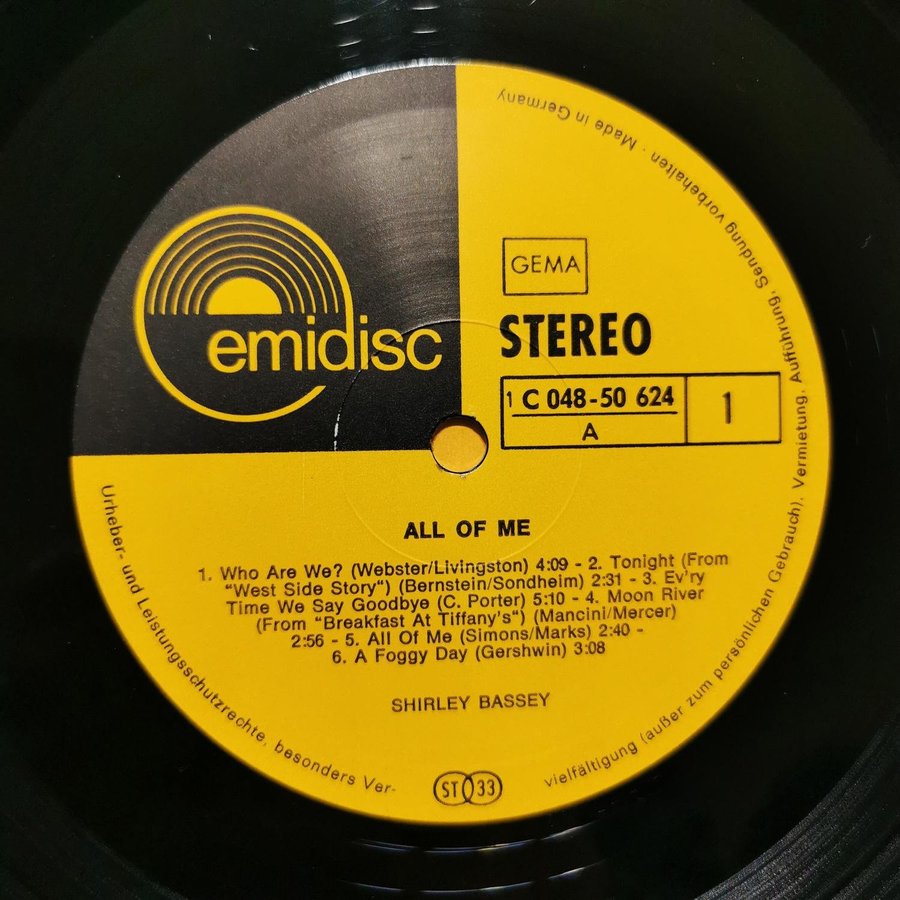 emidisc
GEMA
STEREO
1 C 048-50 624
A
1
ALL OF ME
1. Who Are We? (Webster/Livingston) 4:09 - 2. Tonight (From
“West Side Story“) (Bernstein/Sondheim) 2:31 - 3. Ev'ry
Time We Say Goodbye (C. Porter) 5:10 - 4. Moon River
(From “Breakfast At Tiffany's“) (Mancini/Mercer)
2:56 - 5. All Of Me (Simons/Marks) 2:40 -
6. A Foggy Day (Gershwin) 3:08
SHIRLEY BASSEY
Urheber- und Leistungsschutzrechte, besonders Ver-
ST 33
vielfältigung (außer zum persönlichen Gebrauch), Vermietung, Aufführung, Sendung vorbehalten · Made in Germany